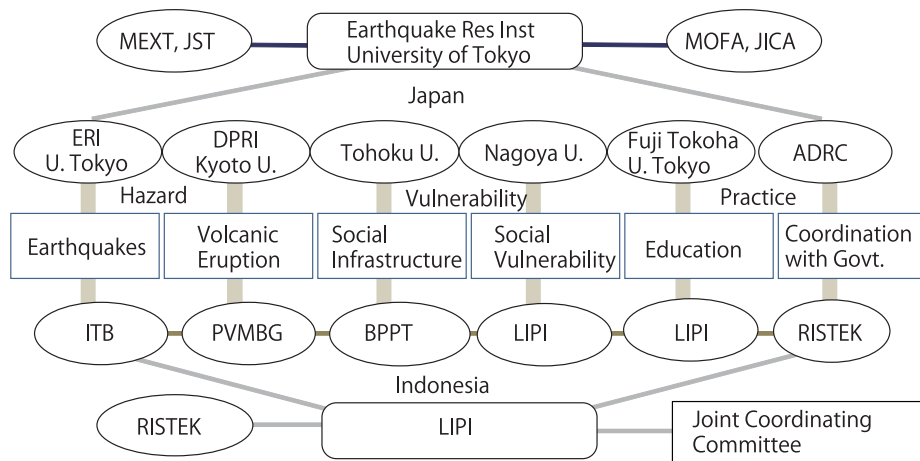 MEXT, JST
Earthquake Res Inst
University of Tokyo
MOFA, JICA
Japan
ERI
U. Tokyo
DPRI
Kyoto U.
Tohoku U.
Nagoya U.
Fuji Tokoha
U. Tokyo
ADRC
Hazard
Vulnerability
Practice
Earthquakes
Volcanic
Eruption
Social
Infrastructure
Social
Vulnerability
Education
Coordination
with Govt.
ITB
PVMBG
BPPT
LIPI
LIPI
RISTEK
Indonesia
RISTEK
LIPI
Joint Coordinating
Committee